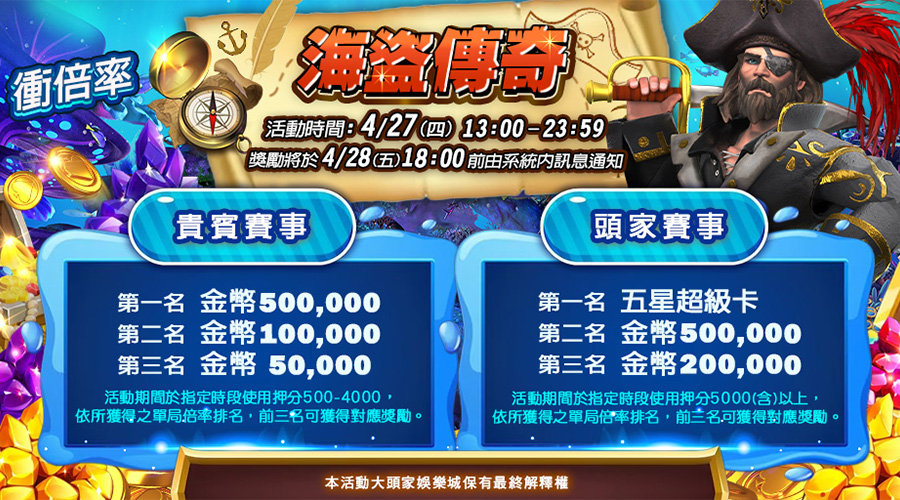 衝倍率
海盜傳奇
活動時間：4/27(四) 13:00-23:59
獎勵將於 4/28(五)18:00 前由系統內訊息通知
貴賓賽事
第一名 金幣500,000
第二名 金幣100,000
第三名 金幣 50,000
活動期間於指定時段使用押分500-4000，
依所獲得之單局倍率排名，前三名可獲得對應獎勵。
頭家賽事
第一名 五星超級卡
第二名 金幣500,000
第三名 金幣200,000
活動期間於指定時段使用押分5000(含)以上，
依所獲得之單局倍率排名，前三名可獲得對應獎勵。
本活動大頭家娛樂城保有最終解釋權